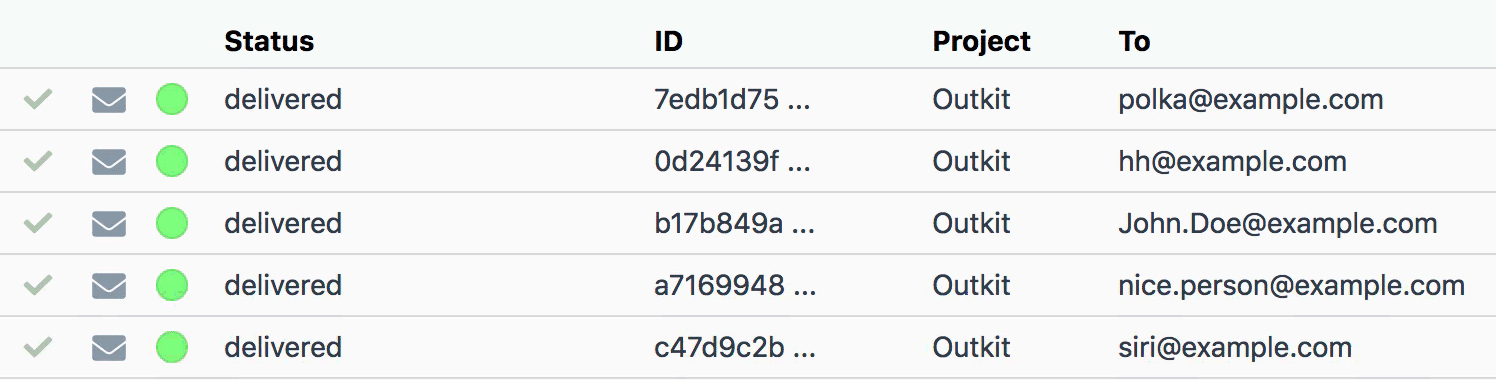 Status ID Project To
delivered 7edb1d75 ... Outkit polka@example.com
delivered 0d24139f ... Outkit hh@example.com
delivered b17b849a ... Outkit John.Doe@example.com
delivered a7169948 ... Outkit nice.person@example.com
delivered c47d9c2b ... Outkit siri@example.com